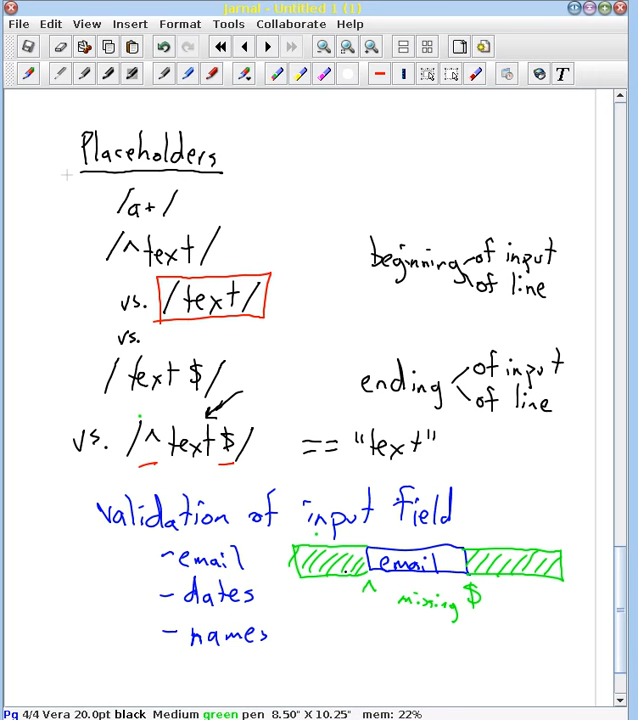 jarnal - Untitled 1 (1)
File Edit View Insert Format Tools Collaborate Help
T
Placeholders
/a+/
/^text/
beginning of input
of line
vs. /text/
vs.
/text $/
ending of input
of line
vs. /^text$/ == "text"
validation of input field
- email
email
- dates
^ missing $
- names
Pg 4/4 Vera 20.0pt black Medium green pen 8.50" X 10.25" mem: 22%